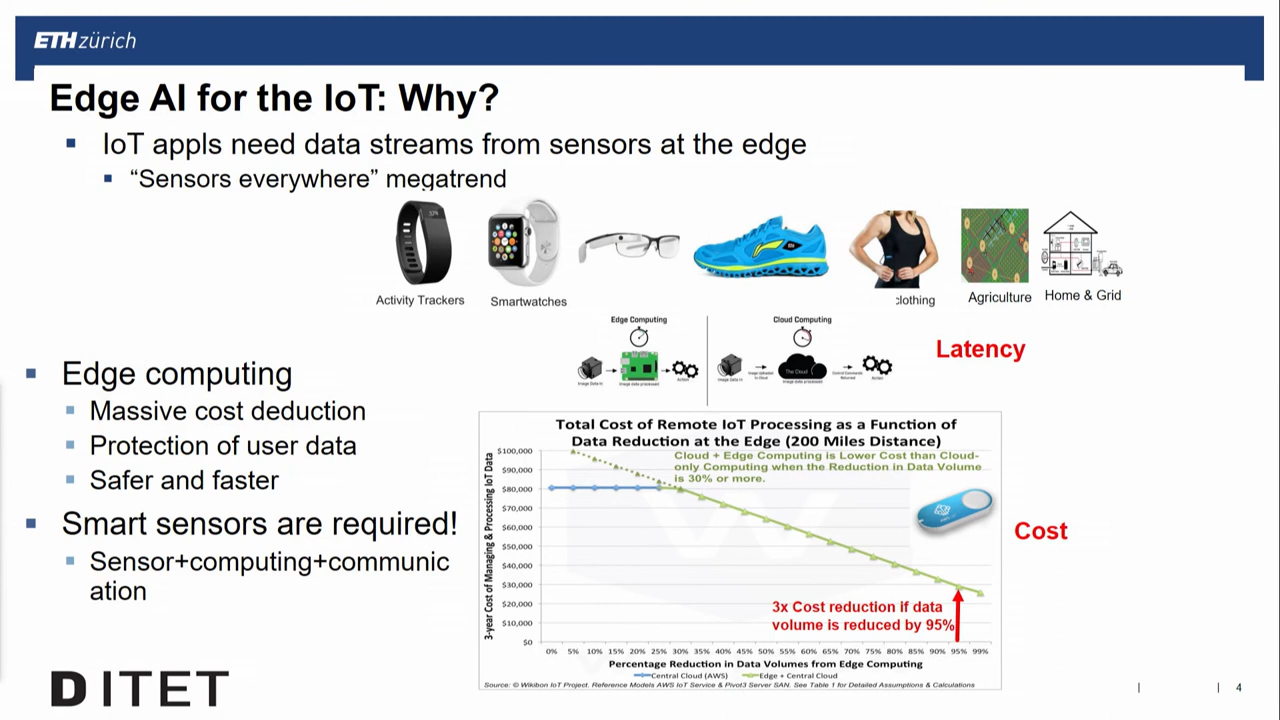 ETH zürich
Edge AI for the IoT: Why?
IoT appls need data streams from sensors at the edge
“Sensors everywhere” megatrend
Activity Trackers
Smartwatches
clothing
Agriculture
Home & Grid
Edge Computing
Cloud Computing
Image Data In
Image data processed
Action
Image Data In
Image uploaded
to Cloud
The Cloud
Image data processed
Control Commands
Returned
Action
Latency
Edge computing
Massive cost deduction
Protection of user data
Safer and faster
Smart sensors are required!
Sensor+computing+communic
ation
Total Cost of Remote IoT Processing as a Function of
Data Reduction at the Edge (200 Miles Distance)
Cloud + Edge Computing is Lower Cost than Cloud-
only Computing when the Reduction in Data Volume
is 30% or more.
3-year Cost of Managing & Processing IoT Data
$100,000
$90,000
$80,000
$70,000
$60,000
$50,000
$40,000
$30,000
$20,000
$10,000
$0
3x Cost reduction if data
volume is reduced by 95%
0% 5% 10% 15% 20% 25% 30% 35% 40% 45% 50% 55% 60% 65% 70% 75% 80% 85% 90% 95% 99%
Percentage Reduction in Data Volumes from Edge Computing
Central Cloud (AWS) Edge + Central Cloud
Source: © Wikibon IoT Project. Reference Models AWS IoT Service & Pivot3 Server SAN. See Table 1 for Detailed Assumptions & Calculations
Cost
D ITET
| | 4